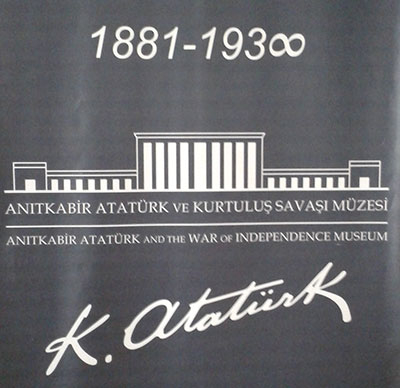 1881-193∞
ANITKABİR ATATÜRK VE KURTULUŞ SAVAŞI MÜZESİ
ANITKABİR ATATÜRK AND THE WAR OF INDEPENDENCE MUSEUM
K. Atatürk